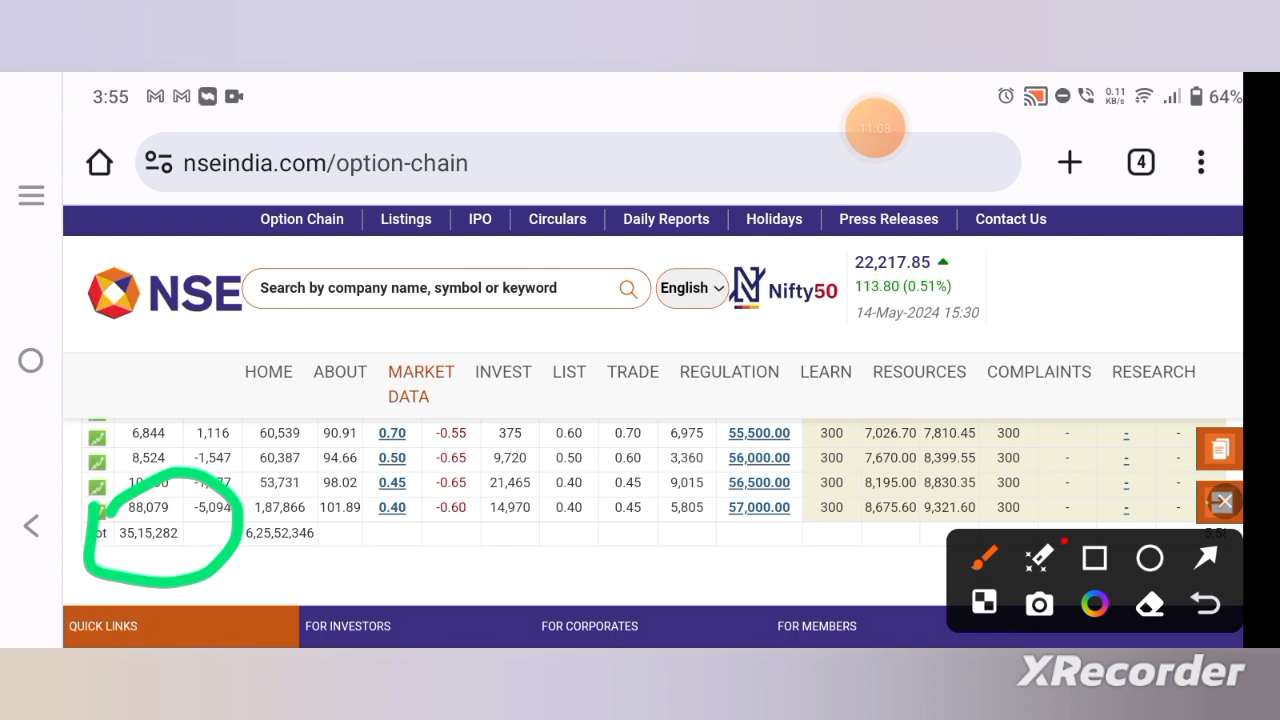 3:55 0.11 KB/s 64%
11:08
nseindia.com/option-chain 4
Option Chain Listings IPO Circulars Daily Reports Holidays Press Releases Contact Us
NSE Search by company name, symbol or keyword English Nifty50
22,217.85
113.80 (0.51%)
14-May-2024 15:30
HOME ABOUT MARKET DATA INVEST LIST TRADE REGULATION LEARN RESOURCES COMPLAINTS RESEARCH
6,844 1,116 60,539 90.91 0.70 -0.55 375 0.60 0.70 6,975 55,500.00 300 7,026.70 7,810.45 300 - - -
8,524 -1,547 60,387 94.66 0.50 -0.65 0.50 0.60 3,360 56,000.00 300 7,670.00 8,399.55 300 - - -
53,731 98.02 0.45 -0.65 21,465 0.40 0.45 9,015 56,500.00 300 8,195.00 8,830.35 300 - - -
88,079 -5,094 1,87,866 101.89 0.40 -0.60 14,970 0.40 0.45 5,805 57,000.00 300 8,675.60 9,321.60 300 - - -
35,15,282 6,25,52,346
QUICK LINKS FOR INVESTORS FOR CORPORATES FOR MEMBERS
XRecorder